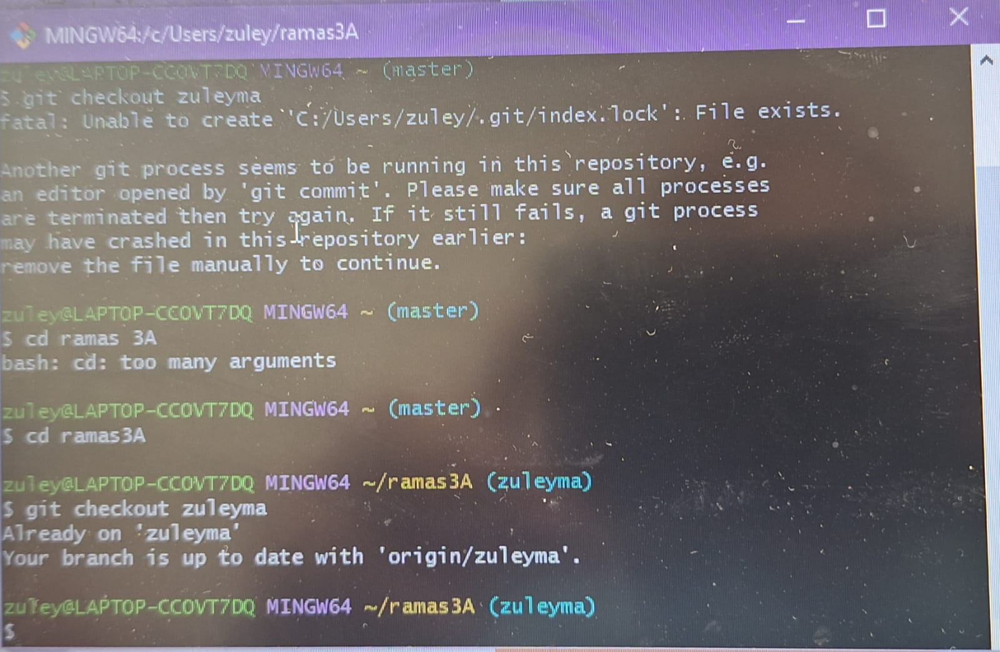 MINGW64:/c/Users/zuley/ramas3A
zuley@LAPTOP-CCOVT7DQ MINGW64 ~ (master)
$ git checkout zuleyma
fatal: Unable to create 'C:/Users/zuley/.git/index.lock': File exists.
Another git process seems to be running in this repository, e.g.
an editor opened by 'git commit'. Please make sure all processes
are terminated then try again. If it still fails, a git process
may have crashed in this repository earlier:
remove the file manually to continue.
zuley@LAPTOP-CCOVT7DQ MINGW64 ~ (master)
$ cd ramas 3A
bash: cd: too many arguments
zuley@LAPTOP-CCOVT7DQ MINGW64 ~ (master)
$ cd ramas3A
zuley@LAPTOP-CCOVT7DQ MINGW64 ~/ramas3A (zuleyma)
$ git checkout zuleyma
Already on 'zuleyma'
Your branch is up to date with 'origin/zuleyma'.
zuley@LAPTOP-CCOVT7DQ MINGW64 ~/ramas3A (zuleyma)
$